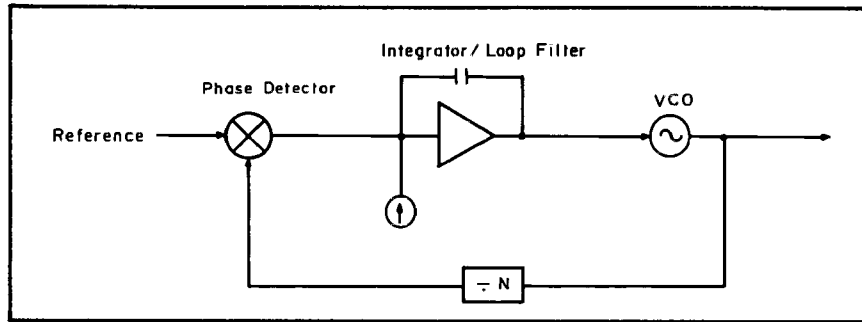 Integrator/ Loop Filter
Phase Detector
VCO
Reference
÷ N